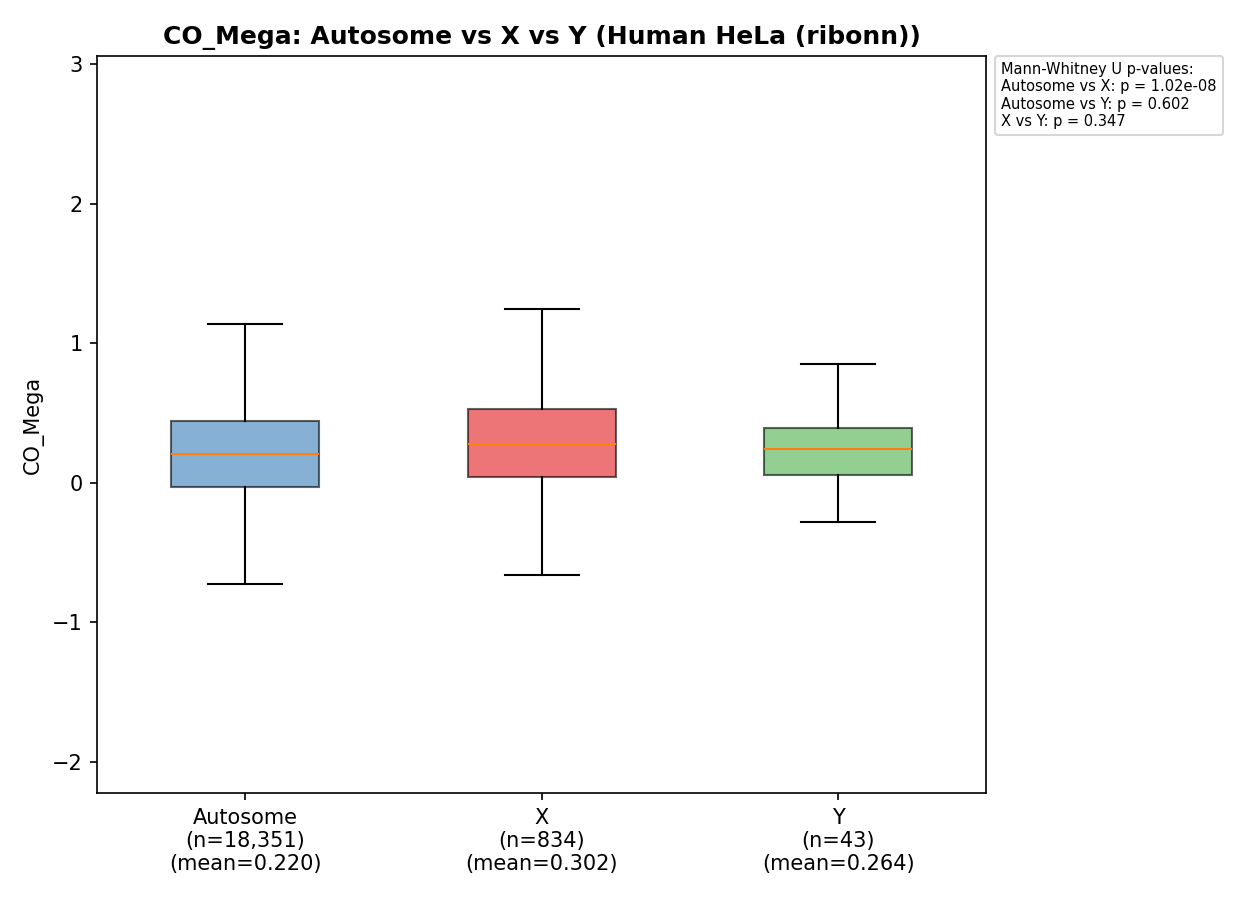 CO_Mega: Autosome vs X vs Y (Human HeLa (ribonn))
Mann-Whitney U p-values:
Autosome vs X: p = 1.02e-08
Autosome vs Y: p = 0.602
X vs Y: p = 0.347
CO_Mega
3
2
1
0
−1
−2
Autosome
(n=18,351)
(mean=0.220)
X
(n=834)
(mean=0.302)
Y
(n=43)
(mean=0.264)